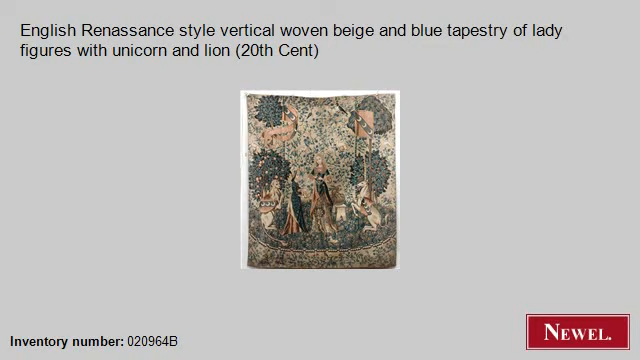 English Renassance style vertical woven beige and blue tapestry of lady
figures with unicorn and lion (20th Cent)
Inventory number: 020964B
NEWEL.